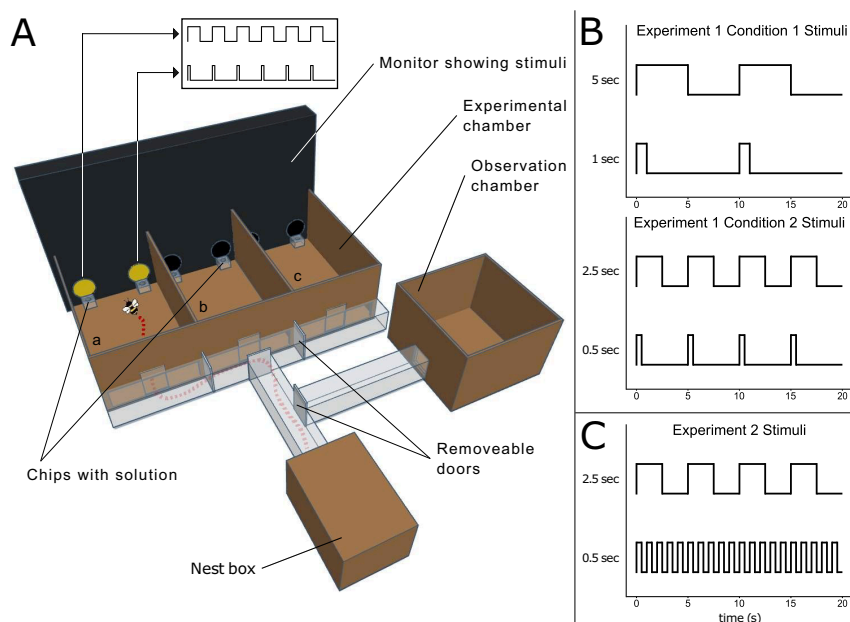 A
Monitor showing stimuli
Experimental
chamber
Observation
chamber
a
b
c
Chips with solution
Removeable
doors
Nest box
B
Experiment 1 Condition 1 Stimuli
5 sec
1 sec
0 5 10 15 20
Experiment 1 Condition 2 Stimuli
2.5 sec
0.5 sec
0 5 10 15 20
C
Experiment 2 Stimuli
2.5 sec
0.5 sec
0 5 10 15 20
time (s)